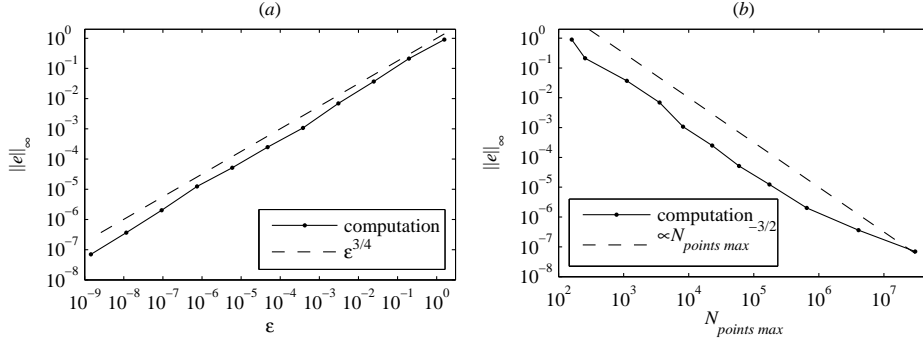 (a)
10^0
10^−1
10^−2
10^−3
10^−4
10^−5
10^−6
10^−7
10^−8
||e||∞
10^−9 10^−8 10^−7 10^−6 10^−5 10^−4 10^−3 10^−2 10^−1 10^0
ε
computation
ε^3/4
(b)
10^0
10^−1
10^−2
10^−3
10^−4
10^−5
10^−6
10^−7
10^−8
||e||∞
10^2 10^3 10^4 10^5 10^6 10^7
N_points max
computation
∝N_points max^−3/2